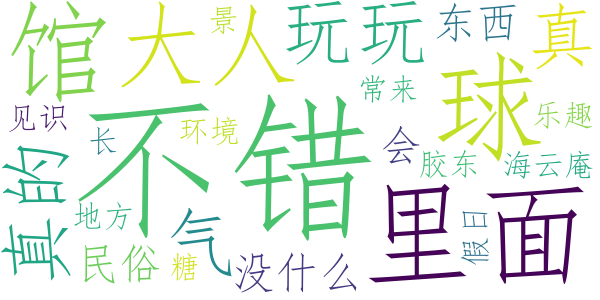 馆
大人
景
玩玩
东西
真
见识
长
环境
不错
常来
球
乐趣
会
胶东
海云庵
真的
地方
气
里面
假日
民俗
糖
没什么